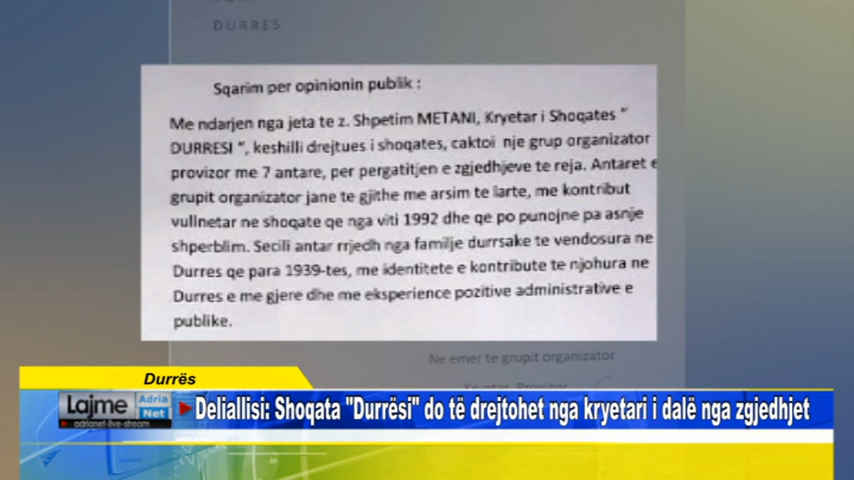 DURRES
Sqarim per opinionin publik :
Me ndarjen nga jeta te z. Shpetim METANI, Kryetar i Shoqates "
DURRESI ", keshilli drejtues i shoqates, caktoi nje grup organizator
provizor me 7 antare, per pergatitjen e zgjedhjeve te reja. Antaret e
grupit organizator jane te gjithe me arsim te larte, me kontribut
vullnetar ne shoqate qe nga viti 1992 dhe qe po punojne pa asnje
shperblim. Secili antar rrjedh nga familje durrsake te vendosura ne
Durres qe para 1939-tes, me identitete e kontribute te njohura ne
Durres e me gjere dhe me eksperience pozitive administrative e
publike.
Ne emer te grupit organizator
Kryetar Provizor
Durrës
Lajme Adria Net
adrianet-live-stream
Deliallisi: Shoqata "Durrësi" do të drejtohet nga kryetari i dalë nga zgjedhjet